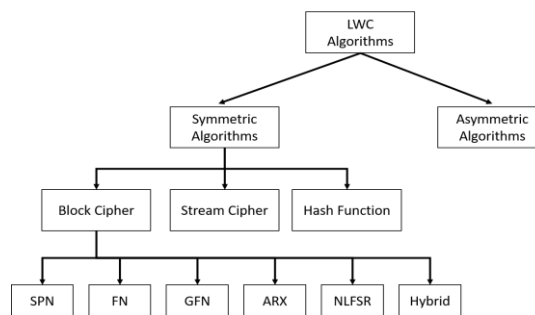 LWC
Algorithms
Symmetric
Algorithms
Asymmetric
Algorithms
Block Cipher
Stream Cipher
Hash Function
SPN
FN
GFN
ARX
NLFSR
Hybrid